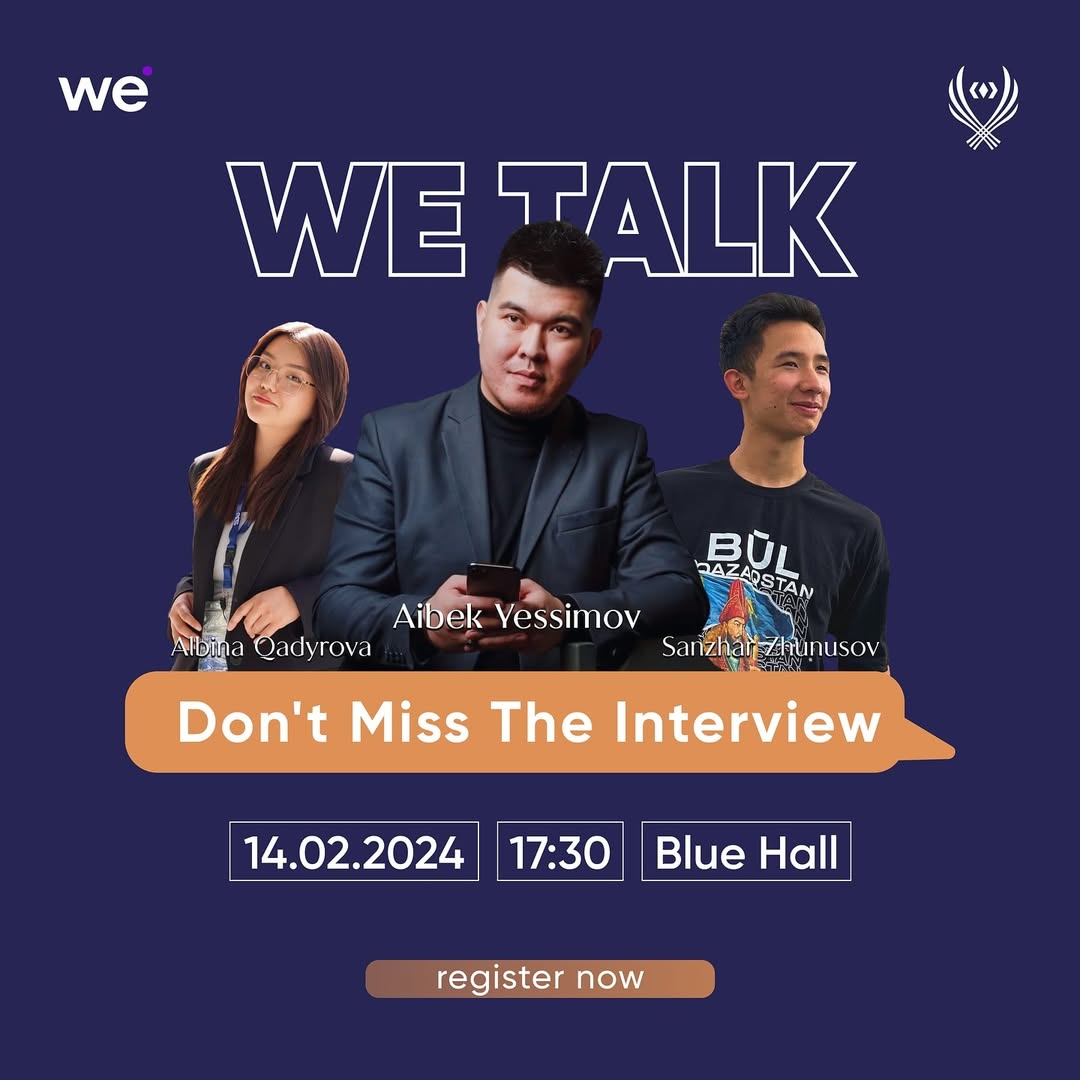 we
WE TALK
BŪL
QAZAQSTAN
Aibek Yessimov
Albina Qadyrova
Sanzhar Zhunusov
Don't Miss The Interview
14.02.2024 17:30 Blue Hall
register now